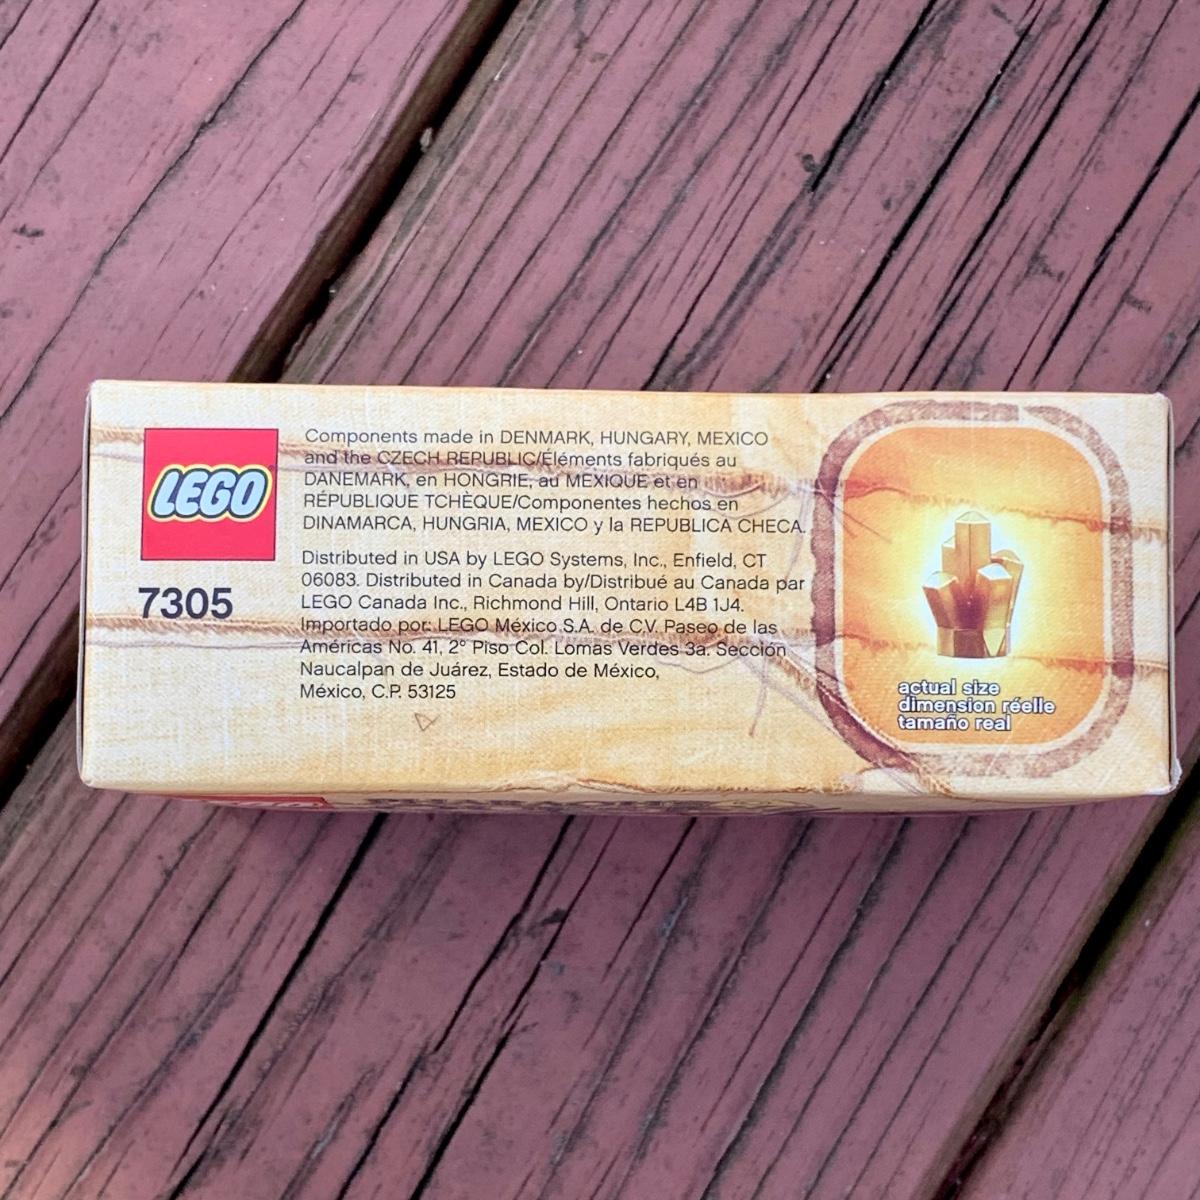 LEGO
7305
Components made in DENMARK, HUNGARY, MEXICO
and the CZECH REPUBLIC/Éléments fabriqués au
DANEMARK, en HONGRIE, au MEXIQUE et en
RÉPUBLIQUE TCHÈQUE/Componentes hechos en
DINAMARCA, HUNGRIA, MEXICO y la REPUBLICA CHECA.
Distributed in USA by LEGO Systems, Inc., Enfield, CT
06083. Distributed in Canada by/Distribué au Canada par
LEGO Canada Inc., Richmond Hill, Ontario L4B 1J4.
Importado por: LEGO México S.A. de C.V. Paseo de las
Américas No. 41, 2° Piso Col. Lomas Verdes 3a. Sección
Naucalpan de Juárez, Estado de México,
México, C.P. 53125
actual size
dimension réelle
tamaño real